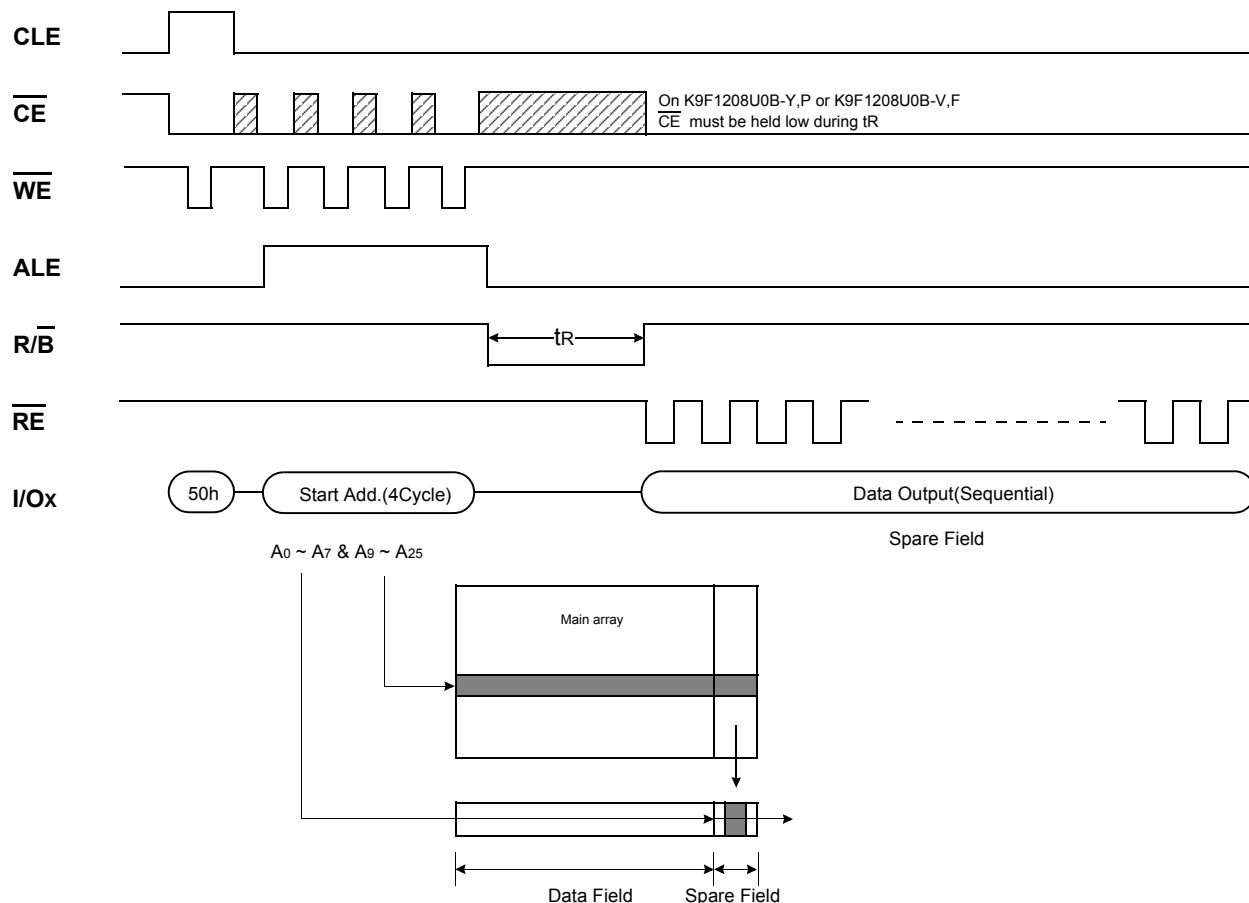 CLE
CE
On K9F1208U0B-Y,P or K9F1208U0B-V,F
CE must be held low during tR
WE
ALE
R/B
tR
RE
I/Ox
50h
Start Add.(4Cycle)
Data Output(Sequential)
Spare Field
A0 ~ A7 & A9 ~ A25
Main array
Data Field
Spare Field